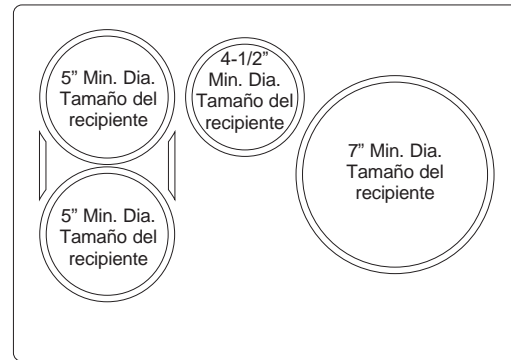 5” Min. Dia.
Tamaño del
recipiente
4-1/2”
Min. Dia.
Tamaño del
recipiente
7” Min. Dia.
Tamaño del
recipiente
5” Min. Dia.
Tamaño del
recipiente